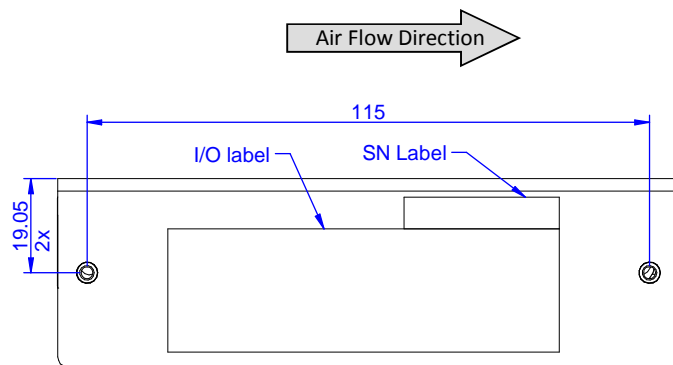 Air Flow Direction
115
I/O label
SN Label
19.05
2x